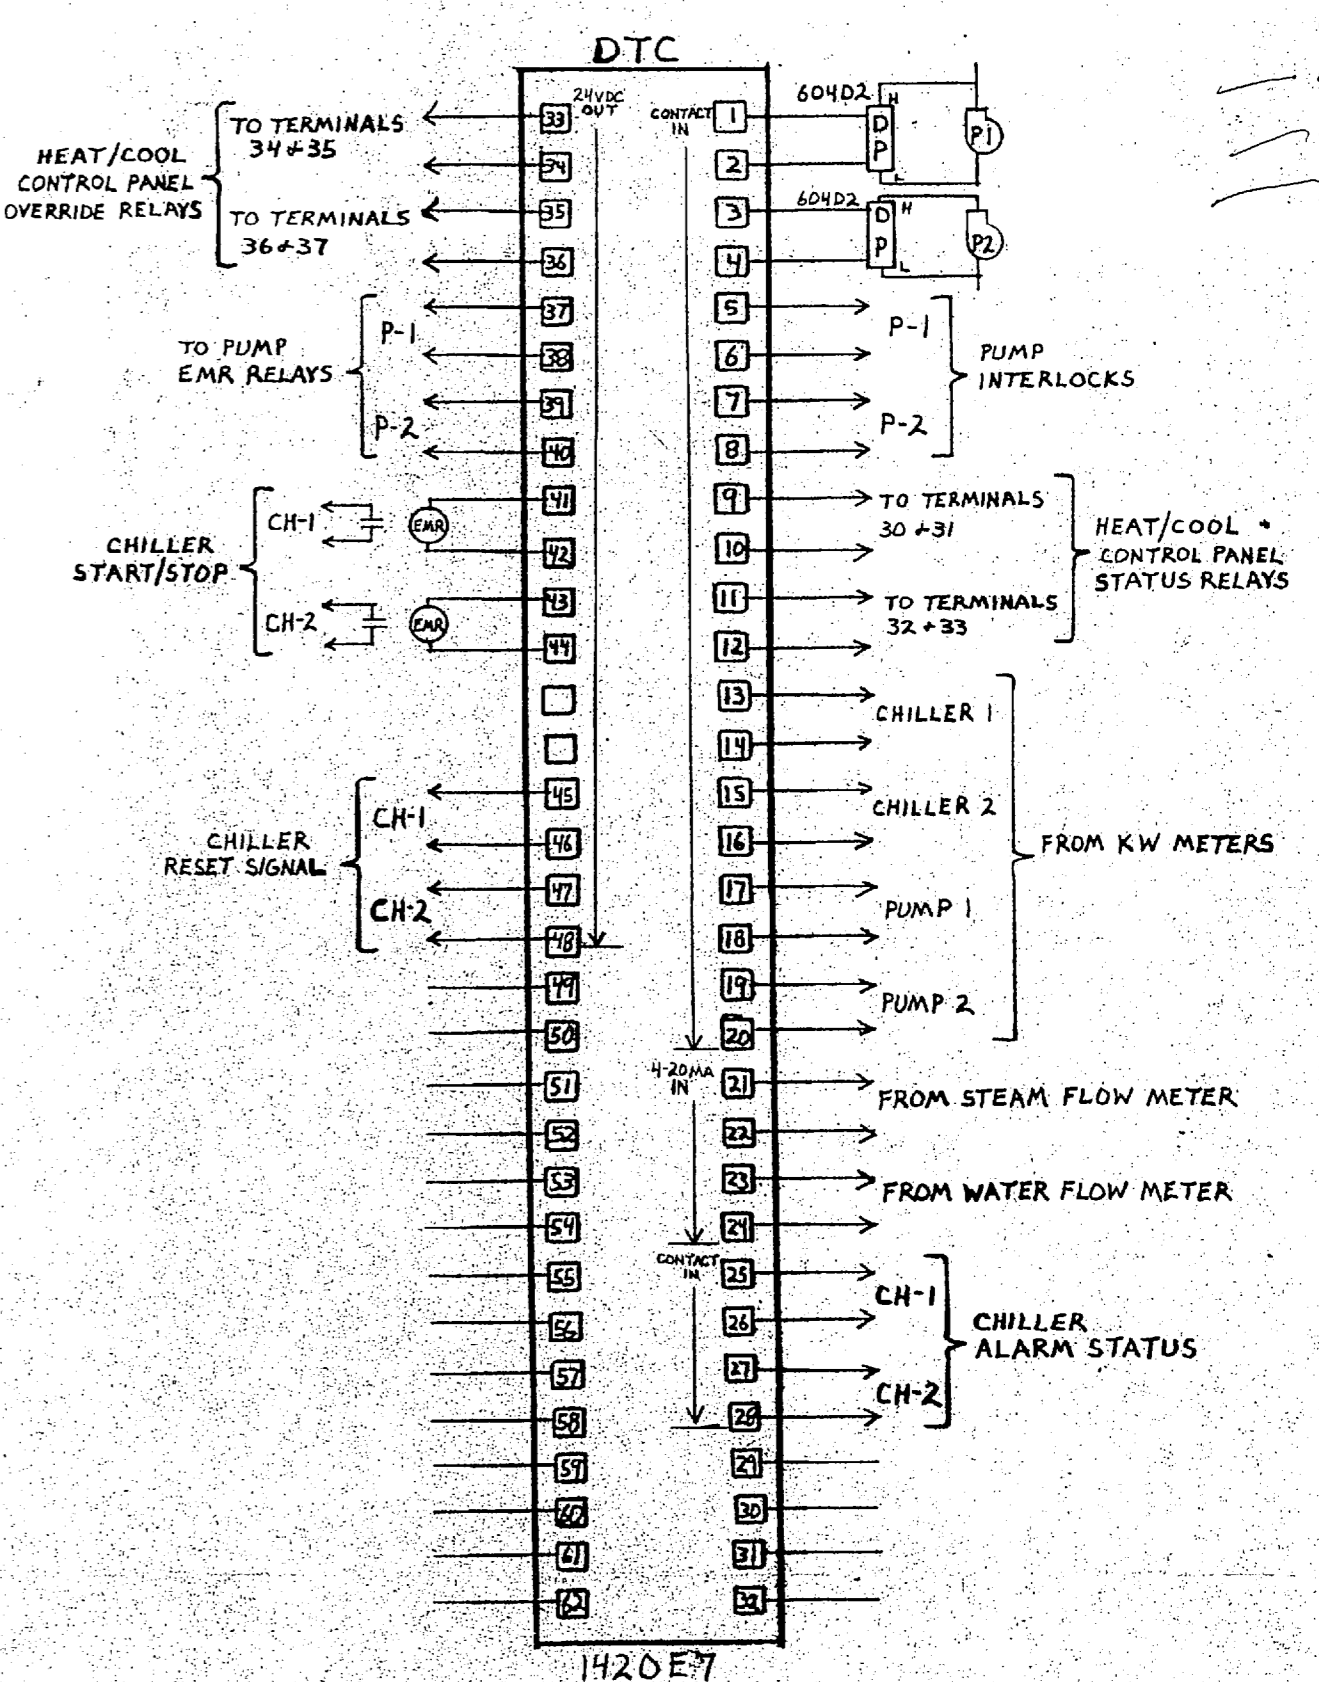 DTC
HEAT/COOL
CONTROL PANEL
OVERRIDE RELAYS
TO TERMINALS
34 & 35
TO TERMINALS
36 & 37
TO PUMP
EMR RELAYS
P-1
P-2
CHILLER
START/STOP
CH-1
EMR
CH-2
EMR
CHILLER
RESET SIGNAL
CH-1
CH-2
24VDC
OUT
33
34
35
36
37
38
39
40
41
42
43
44
45
46
47
48
49
50
51
52
53
54
55
56
57
58
59
60
61
62
CONTACT
IN
4-20MA
IN
CONTACT
IN
1
2
3
4
5
6
7
8
9
10
11
12
13
14
15
16
17
18
19
20
21
22
23
24
25
26
27
28
29
30
31
32
604D2
H
DP
L
P1
604D2
H
DP
L
P2
P-1
P-2
PUMP
INTERLOCKS
TO TERMINALS
30 & 31
TO TERMINALS
32 & 33
HEAT/COOL
CONTROL PANEL
STATUS RELAYS
CHILLER 1
CHILLER 2
PUMP 1
PUMP 2
FROM KW METERS
FROM STEAM FLOW METER
FROM WATER FLOW METER
CH-1
CH-2
CHILLER
ALARM STATUS
1420E7